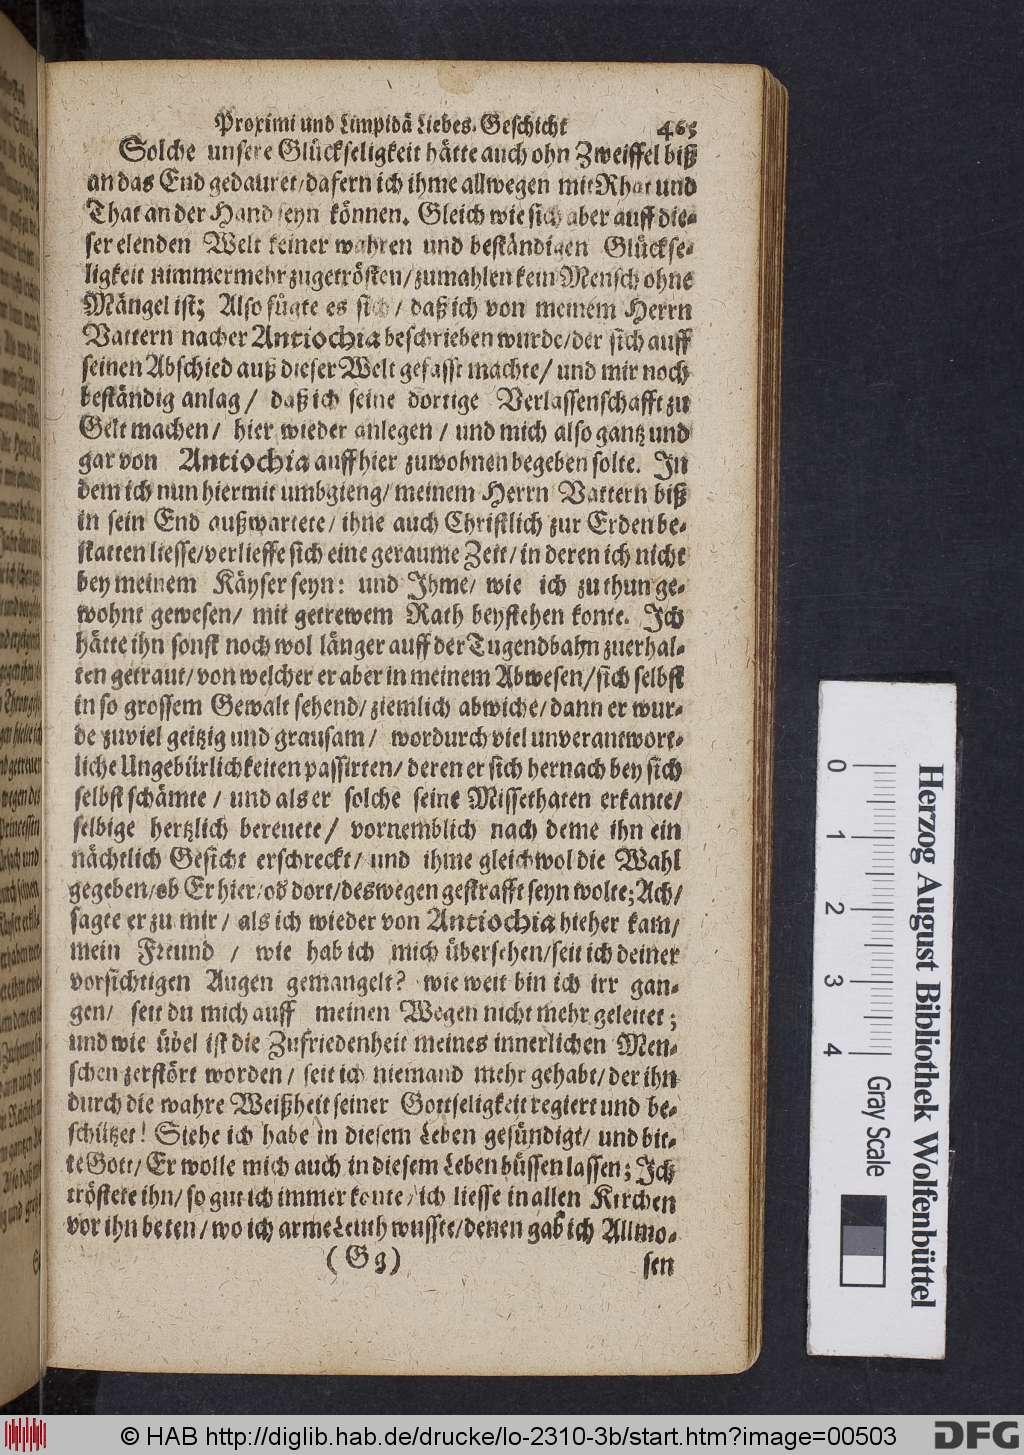 Proximi und Limpidä Liebes-Geschicht 465
Solche unsere Glückseligkeit hätte auch ohn Zweiffel biß
an das End gedauret/dafern ich ihme allwegen mit Rhat und
That an der Hand seyn können. Gleich wie sich aber auff die-
ser elenden Welt keiner wahren und beständigen Glückse-
ligkeit nimmermehr zugetrösten/zumahlen kein Mensch ohne
Mängel ist; Also fügte es sich/ daß ich von meinem Herrn
Vattern nacher Antiochia beschrieben wurde/der sich auff
seinen Abschied auß dieser Welt gefasst machte/ und mir noch
beständig anlag/ daß ich seine dortige Verlassenschafft zu
Gelt machen/ hier wieder anlegen/ und mich also gantz und
gar von Antiochia auff hier zuwohnen begeben solte. In
dem ich nun hiermit umbgieng/ meinem Herrn Vattern biß
in sein End außwartete/ ihne auch Christlich zur Erden be-
statten liesse/verlieffe sich eine geraume Zeit/ in deren ich nicht
bey meinem Käyser seyn: und Ihme/ wie ich zu thun ge-
wohnt gewesen/ mit getrewem Rath beystehen konte. Ich
hätte ihn sonst noch wol länger auff der Tugendbahn zuerhal-
ten getraut/ von welcher er aber in meinem Abwesen/sich selbst
in so grossem Gewalt sehend/ ziemlich abwiche/ dann er wur-
de zuviel geitzig und grausam/ wordurch viel unverantwort-
liche Ungebürlichkeiten passirten/ deren er sich hernach bey sich
selbst schämte/ und als er solche seine Missethaten erkante/
selbige hertzlich bereuete/ vornemblich nach deme ihn ein
nächtlich Gesicht erschreckt/ und ihme gleichwol die Wahl
gegeben/ob Er hier/ od dort/deswegen gestrafft seyn wolte; Ach/
sagte er zu mir/ als ich wieder von Antiochia hieher kam/
mein Freund / wie hab ich mich übersehen/seit ich deiner
vorsichtigen Augen gemangelt? wie weit bin ich irr gan-
gen/ seit du mich auff meinen Wegen nicht mehr geleitet;
und wie übel ist die Zufriedenheit meines innerlichen Men-
schen zerstört worden/ seit ich niemand mehr gehabt/ der ihn
durch die wahre Weißheit seiner Gottseligkeit regiert und be-
schützet! Siehe ich habe in diesem Leben gesündigt/ und bit-
te Gott/ Er wolle mich auch in diesem Leben büssen lassen; Ich
tröstete ihn/ so gut ich immer konte/ ich liesse in allen Kirchen
vor ihn beten/ wo ich arme Leuth wusste/denen gab ich Allmo-
(Gg) sen
Herzog August Bibliothek Wolfenbüttel
0 1 2 3 4
Gray Scale
© HAB http://diglib.hab.de/drucke/lo-2310-3b/start.htm?image=00503
DFG